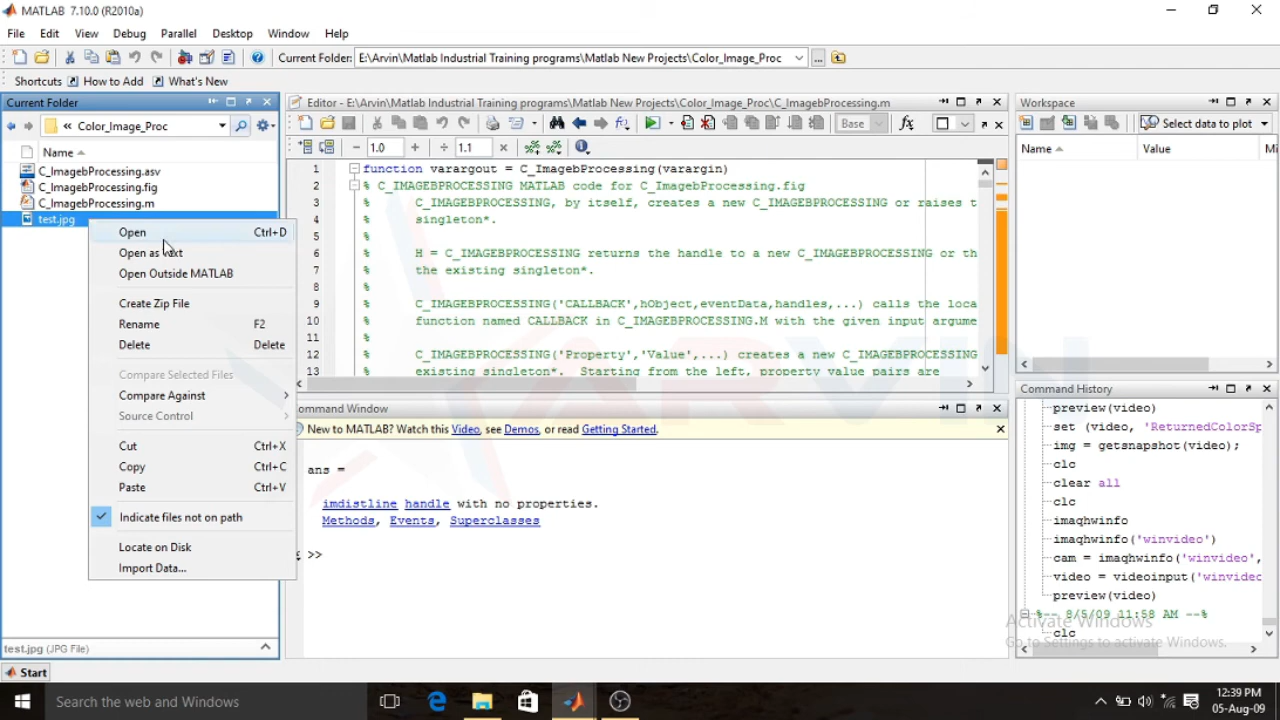 MATLAB 7.10.0 (R2010a)
File Edit View Debug Parallel Desktop Window Help
Current Folder: E:\Arvin\Matlab Industrial Training programs\Matlab New Projects\Color_Image_Proc
Shortcuts How to Add What's New
Current Folder
« Color_Image_Proc
Name
C_ImagebProcessing.asv
C_ImagebProcessing.fig
C_ImagebProcessing.m
test.jpg
Open Ctrl+D
Open as Text
Open Outside MATLAB
Create Zip File
Rename F2
Delete Delete
Compare Selected Files
Compare Against
Source Control
Cut Ctrl+X
Copy Ctrl+C
Paste Ctrl+V
Indicate files not on path
Locate on Disk
Import Data...
test.jpg (JPG File)
Editor - E:\Arvin\Matlab Industrial Training programs\Matlab New Projects\Color_Image_Proc\C_ImagebProcessing.m
Base
- 1.0 + ÷ 1.1 ×
1 function varargout = C_ImagebProcessing(varargin)
2 % C_IMAGEBPROCESSING MATLAB code for C_ImagebProcessing.fig
3 % C_IMAGEBPROCESSING, by itself, creates a new C_IMAGEBPROCESSING or raises t
4 % singleton*.
5 %
6 % H = C_IMAGEBPROCESSING returns the handle to a new C_IMAGEBPROCESSING or th
7 % the existing singleton*.
8 %
9 % C_IMAGEBPROCESSING('CALLBACK',hObject,eventData,handles,...) calls the loca
10 % function named CALLBACK in C_IMAGEBPROCESSING.M with the given input argume
11 %
12 % C_IMAGEBPROCESSING('Property','Value',...) creates a new C_IMAGEBPROCESSING
13 % existing singleton*. Starting from the left, property value pairs are
ARVIN
ommand Window
New to MATLAB? Watch this Video, see Demos, or read Getting Started.
ans =
imdistline handle with no properties.
Methods, Events, Superclasses
>>
Workspace
Select data to plot
Name Value Mi
Command History
preview(video)
set (video, 'ReturnedColorSp
img = getsnapshot(video);
clc
clear all
clc
imaqhwinfo
imaqhwinfo('winvideo')
cam = imaqhwinfo('winvideo',
video = videoinput('winvideo
preview(video)
%-- 8/5/09 11:58 AM --%
clc
Activate Windows
Go to Settings to activate Windows.
Start
Search the web and Windows
12:39 PM
05-Aug-09